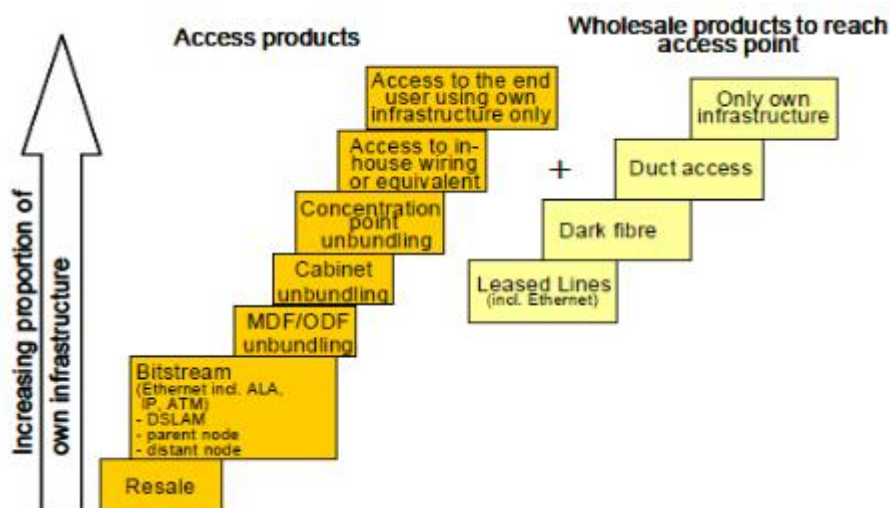 Access products
Wholesale products to reach
access point
Increasing proportion of
own infrastructure
Access to the end
user using own
infrastructure only
Access to in-
house wiring
or equivalent
Concentration
point
unbundling
Cabinet
unbundling
MDF/ODF
unbundling
Bitstream
(Ethernet incl. ALA,
IP, ATM)
- DSLAM
- parent node
- distant node
Resale
+
Only own
infrastructure
Duct access
Dark fibre
Leased Lines
(incl. Ethernet)